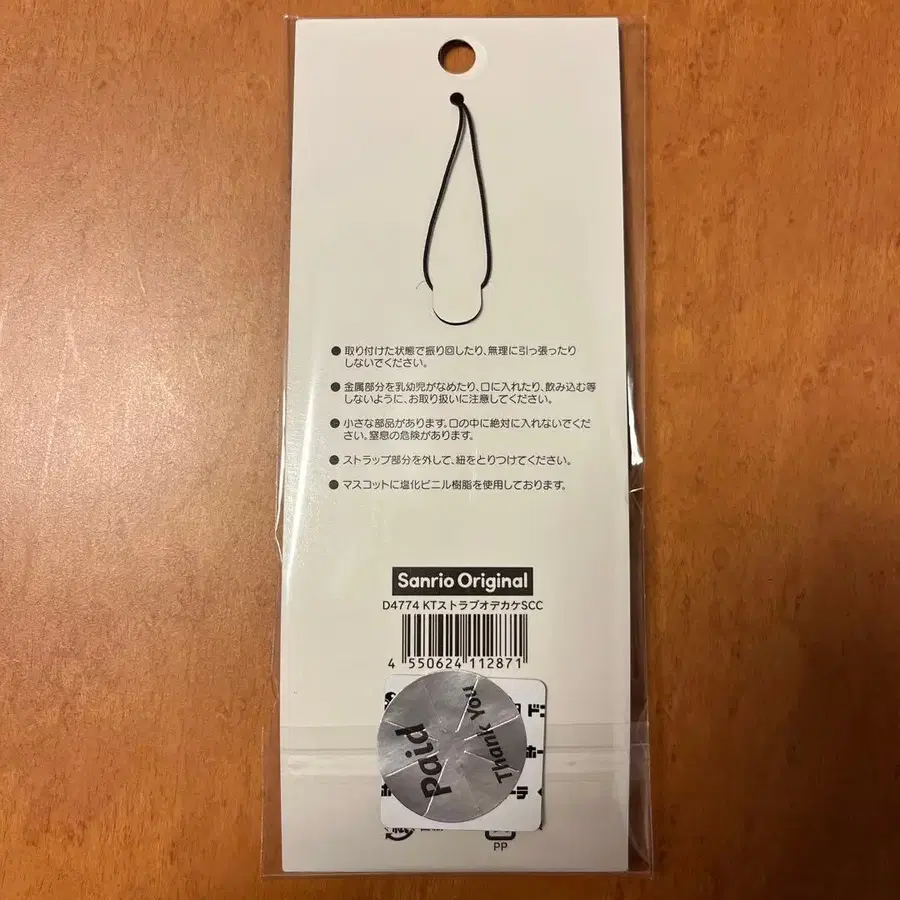 ● 取り付けた状態で振り回したり、無理に引っ張ったり
しないでください。
● 金属部分を乳幼児がなめたり、口に入れたり、飲み込む等
しないように、お取り扱いに注意してください。
● 小さな部品があります。口の中に絶対に入れないでくだ
さい。窒息の危険があります。
● ストラップ部分を外して、紐をとりつけてください。
● マスコットに塩化ビニル樹脂を使用しております。
Sanrio Original
D4774 KTストラプオデカケSCC
4 550624 112871
Paid
Thank You
PP